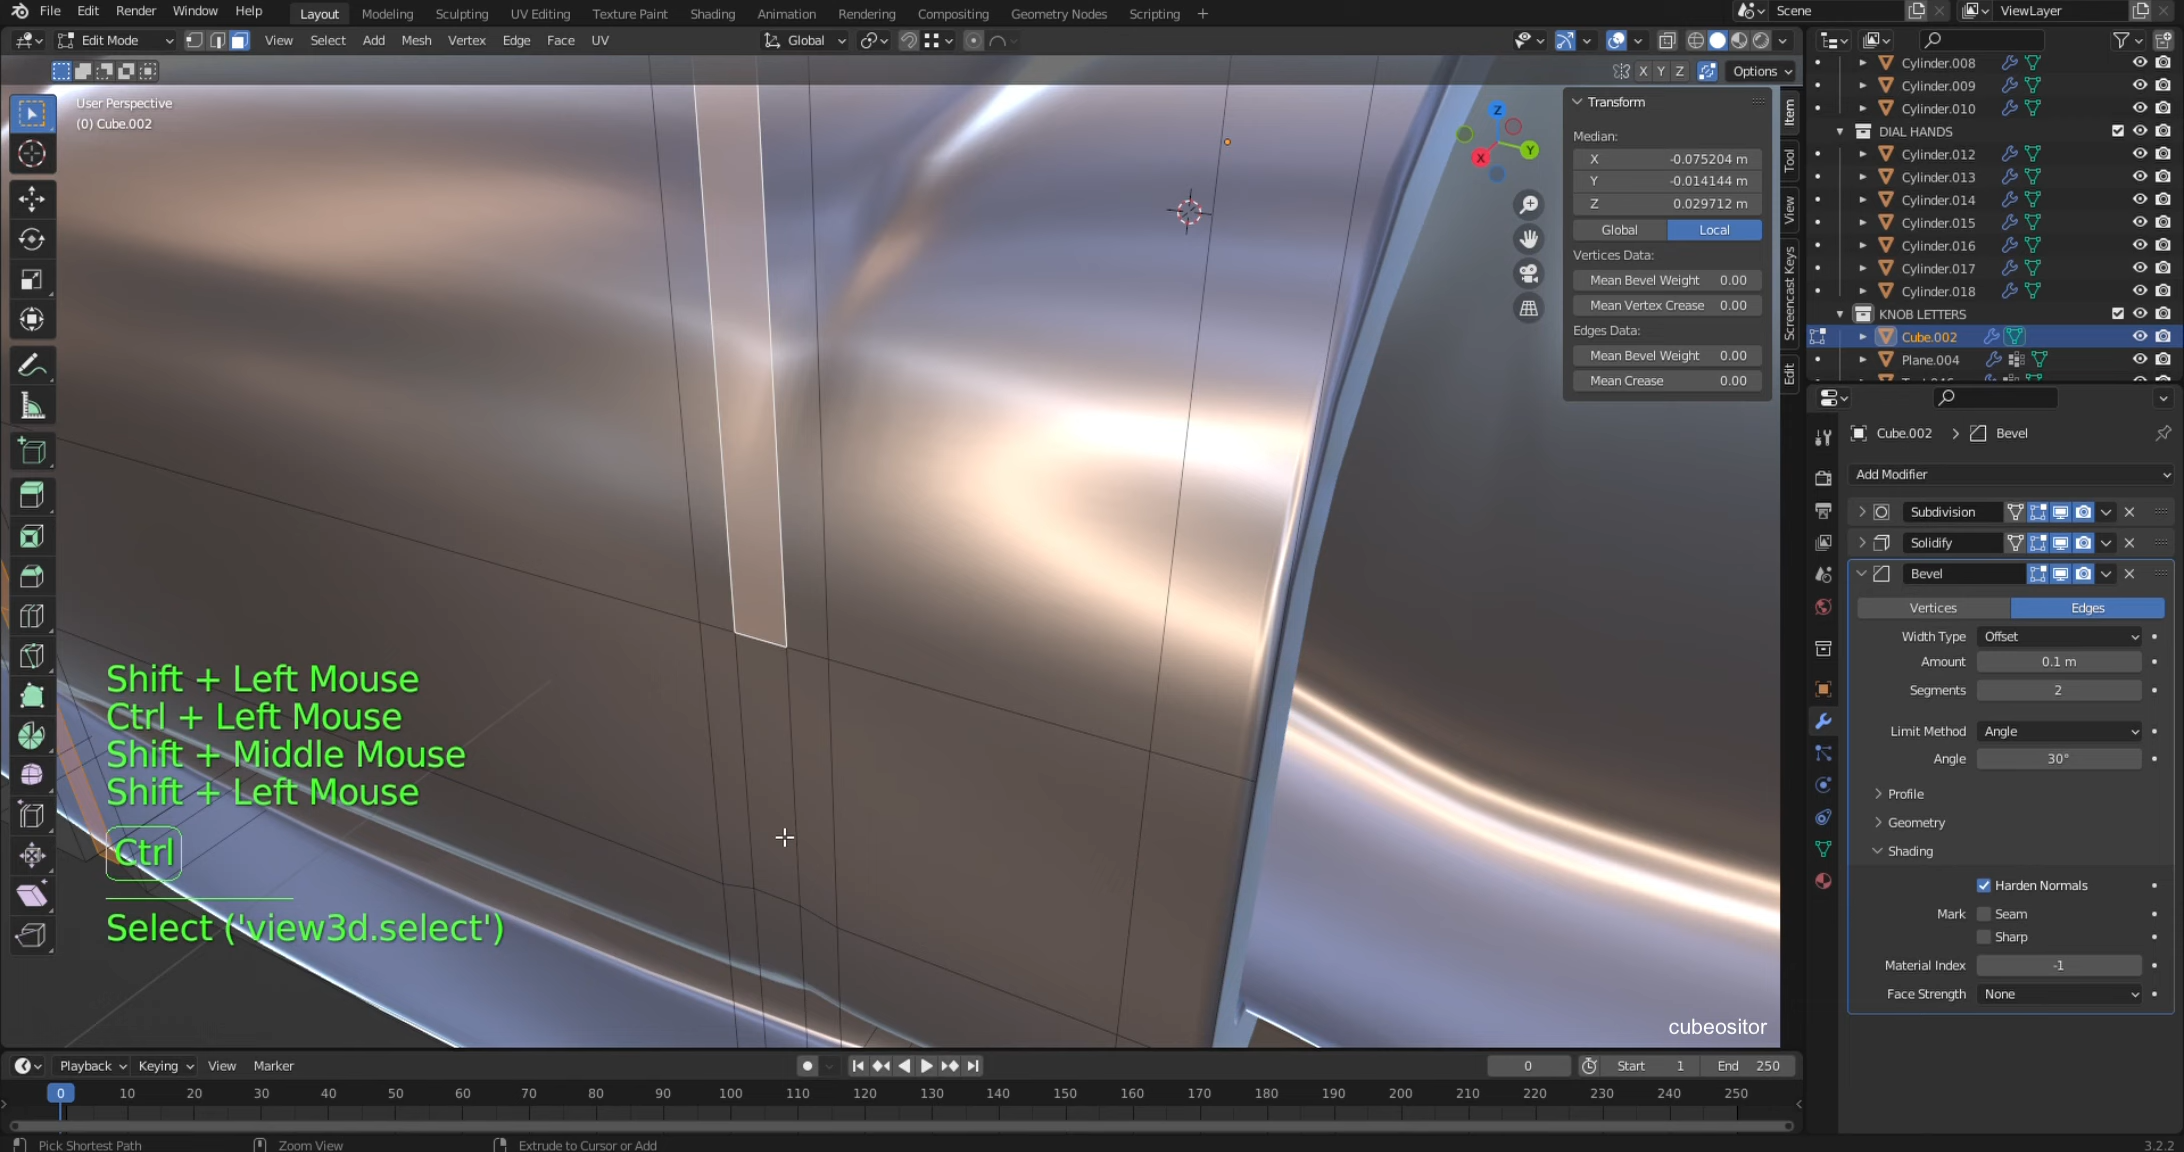 File Edit Render Window Help Layout Modeling Sculpting UV Editing Texture Paint Shading Animation Rendering Compositing Geometry Nodes Scripting + Scene ViewLayer
Edit Mode View Select Add Mesh Vertex Edge Face UV Global
X Y Z Options
User Perspective
(0) Cube.002
Z
Y
X
Transform
Median:
X -0.075204 m
Y -0.014144 m
Z 0.029712 m
Global Local
Vertices Data:
Mean Bevel Weight 0.00
Mean Vertex Crease 0.00
Edges Data:
Mean Bevel Weight 0.00
Mean Crease 0.00
Item
Tool
View
Screencast Keys
Edit
Cylinder.008
Cylinder.009
Cylinder.010
DIAL HANDS
Cylinder.012
Cylinder.013
Cylinder.014
Cylinder.015
Cylinder.016
Cylinder.017
Cylinder.018
KNOB LETTERS
Cube.002
Plane.004
Cube.002 > Bevel
Add Modifier
Subdivision
Solidify
Bevel
Vertices Edges
Width Type Offset
Amount 0.1 m
Segments 2
Limit Method Angle
Angle 30°
Profile
Geometry
Shading
Harden Normals
Mark Seam
Sharp
Material Index -1
Face Strength None
Shift + Left Mouse
Ctrl + Left Mouse
Shift + Middle Mouse
Shift + Left Mouse
Ctrl
Select ('view3d.select')
cubeositor
Playback Keying View Marker 0 Start 1 End 250
0 10 20 30 40 50 60 70 80 90 100 110 120 130 140 150 160 170 180 190 200 210 220 230 240 250
Pick Shortest Path Zoom View Extrude to Cursor or Add 3.2.2